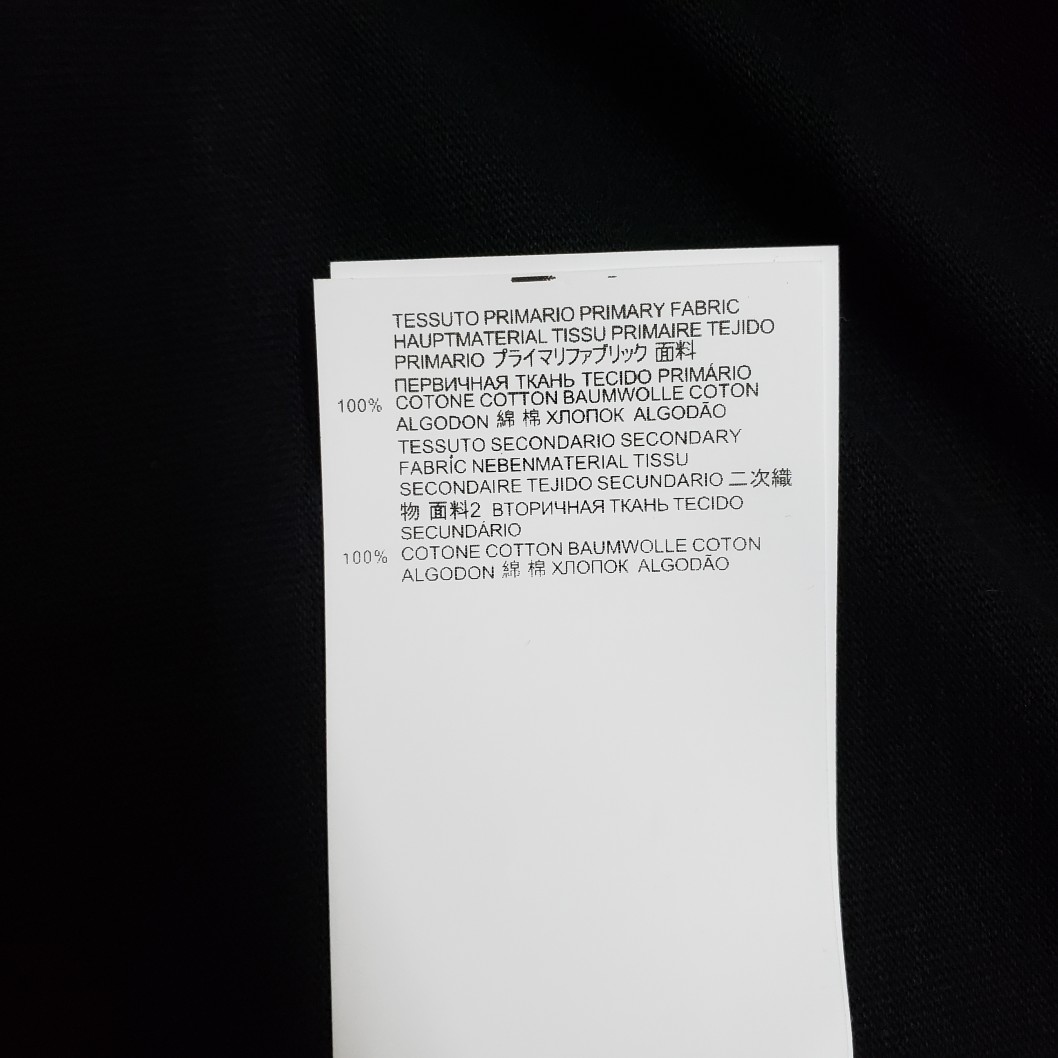 TESSUTO PRIMARIO PRIMARY FABRIC
HAUPTMATERIAL TISSU PRIMAIRE TEJIDO
PRIMARIO プライマリファブリック 面料
ПЕРВИЧНАЯ ТКАНЬ TECIDO PRIMÁRIO
100% COTONE COTTON BAUMWOLLE COTON
ALGODON 綿 棉 ХЛОПОК ALGODÃO
TESSUTO SECONDARIO SECONDARY
FABRIC NEBENMATERIAL TISSU
SECONDAIRE TEJIDO SECUNDARIO 二次織
物 面料2 ВТОРИЧНАЯ ТКАНЬ TECIDO
SECUNDÁRIO
100% COTONE COTTON BAUMWOLLE COTON
ALGODON 綿 棉 ХЛОПОК ALGODÃO